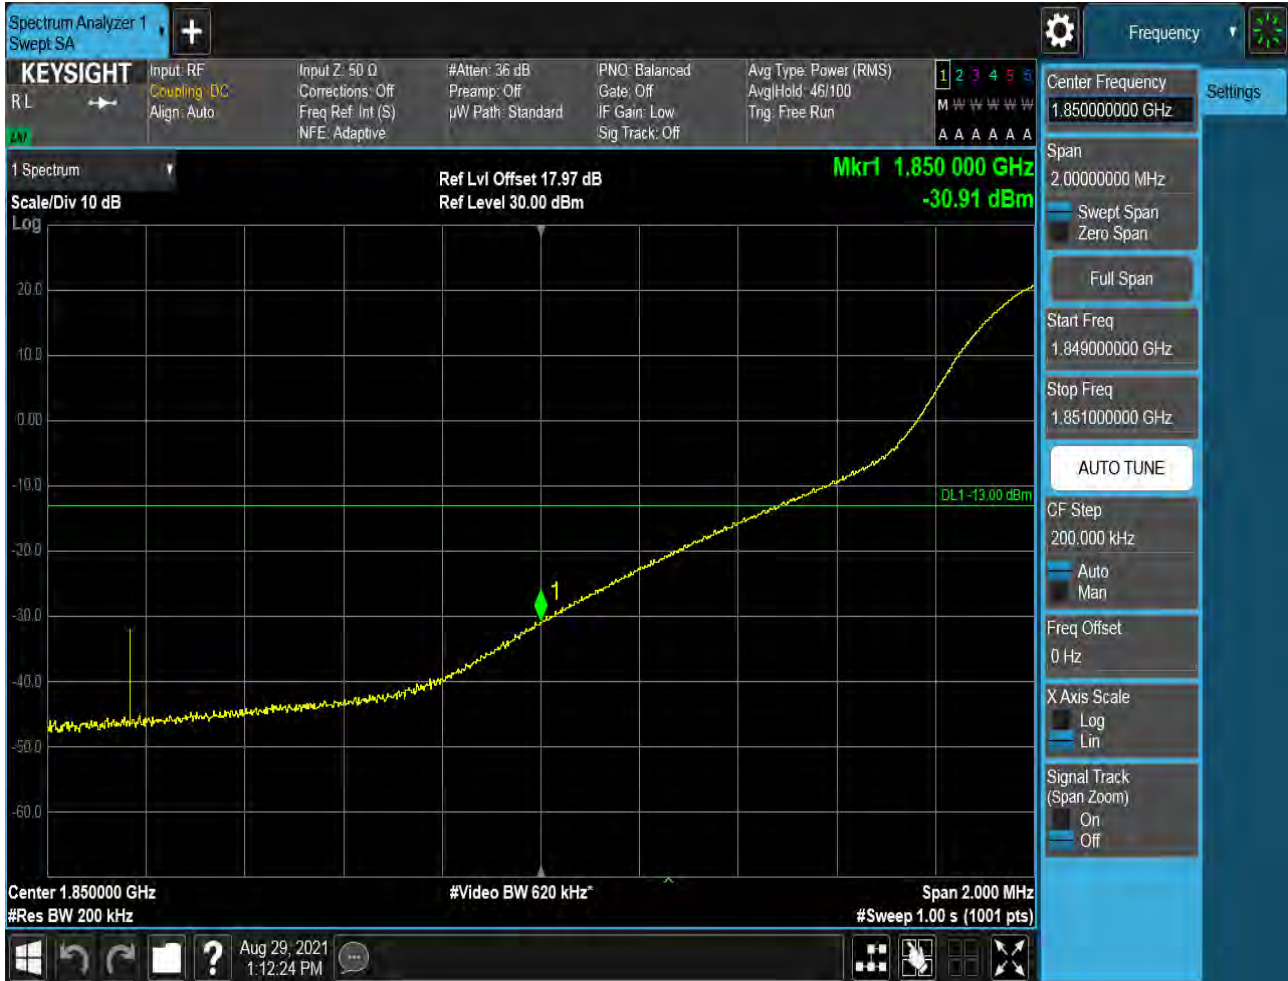 Spectrum Analyzer 1
Swept SA
+
Frequency
KEYSIGHT
R L
Input: RF
Coupling: DC
Align: Auto
Input Z: 50 Ω
Corrections: Off
Freq Ref: Int (S)
NFE: Adaptive
#Atten: 36 dB
Preamp: Off
µW Path: Standard
PNO: Balanced
Gate: Off
IF Gain: Low
Sig Track: Off
Avg Type: Power (RMS)
Avg|Hold: 46/100
Trig: Free Run
1 2 3 4 5 6
M W W W W W
A A A A A A
1 Spectrum
Scale/Div 10 dB
Log
Ref Lvl Offset 17.97 dB
Ref Level 30.00 dBm
Mkr1 1.850 000 GHz
-30.91 dBm
20.0
10.0
0.00
-10.0
-20.0
-30.0
-40.0
-50.0
-60.0
DL1 -13.00 dBm
1
Center 1.850000 GHz
#Res BW 200 kHz
#Video BW 620 kHz*
Span 2.000 MHz
#Sweep 1.00 s (1001 pts)
?
Aug 29, 2021
1:12:24 PM
Center Frequency
1.850000000 GHz
Settings
Span
2.00000000 MHz
Swept Span
Zero Span
Full Span
Start Freq
1.849000000 GHz
Stop Freq
1.851000000 GHz
AUTO TUNE
CF Step
200.000 kHz
Auto
Man
Freq Offset
0 Hz
X Axis Scale
Log
Lin
Signal Track
(Span Zoom)
On
Off